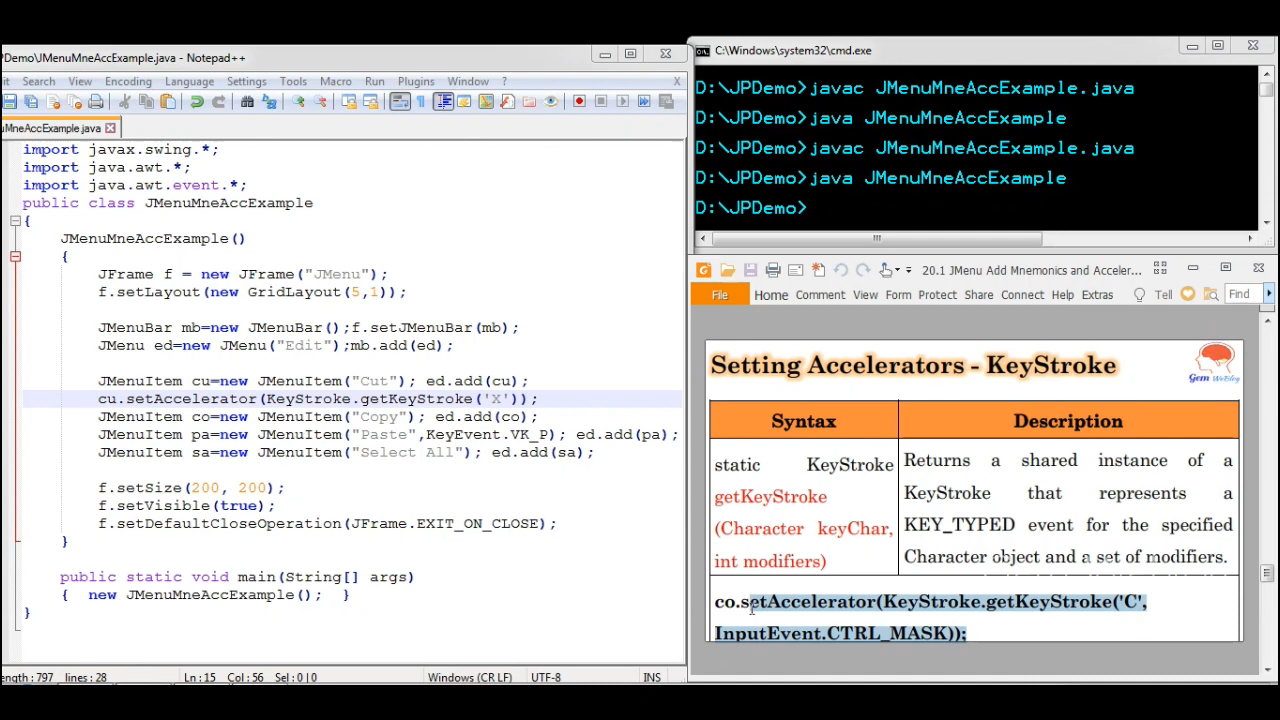 PDemo\JMenuMneAccExample.java - Notepad++
it Search View Encoding Language Settings Tools Macro Run Plugins Window ? X
uMneAccExample.java
import javax.swing.*;
import java.awt.*;
import java.awt.event.*;
public class JMenuMneAccExample
{
JMenuMneAccExample()
{
JFrame f = new JFrame("JMenu");
f.setLayout(new GridLayout(5,1));
JMenuBar mb=new JMenuBar();f.setJMenuBar(mb);
JMenu ed=new JMenu("Edit");mb.add(ed);
JMenuItem cu=new JMenuItem("Cut"); ed.add(cu);
cu.setAccelerator(KeyStroke.getKeyStroke('X'));
JMenuItem co=new JMenuItem("Copy"); ed.add(co);
JMenuItem pa=new JMenuItem("Paste",KeyEvent.VK_P); ed.add(pa);
JMenuItem sa=new JMenuItem("Select All"); ed.add(sa);
f.setSize(200, 200);
f.setVisible(true);
f.setDefaultCloseOperation(JFrame.EXIT_ON_CLOSE);
}
public static void main(String[] args)
{ new JMenuMneAccExample(); }
}
ength : 797 lines : 28 Ln : 15 Col : 56 Sel : 0 | 0 Windows (CR LF) UTF-8 INS
C:\Windows\system32\cmd.exe
D:\JPDemo>javac JMenuMneAccExample.java
D:\JPDemo>java JMenuMneAccExample
D:\JPDemo>javac JMenuMneAccExample.java
D:\JPDemo>java JMenuMneAccExample
D:\JPDemo>
20.1 JMenu Add Mnemonics and Acceler...
File Home Comment View Form Protect Share Connect Help Extras Tell Find
Setting Accelerators - KeyStroke
Gem WeBlog
Syntax Description
static KeyStroke
getKeyStroke
(Character keyChar,
int modifiers)
Returns a shared instance of a
KeyStroke that represents a
KEY_TYPED event for the specified
Character object and a set of modifiers.
co.setAccelerator(KeyStroke.getKeyStroke('C',
InputEvent.CTRL_MASK));